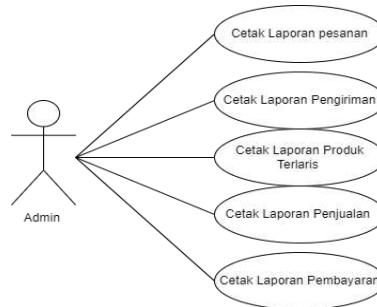 Cetak Laporan pesanan
Cetak Laporan Pengiriman
Cetak Laporan Produk
Terlaris
Admin
Cetak Laporan Penjualan
Cetak Laporan Pembayaran